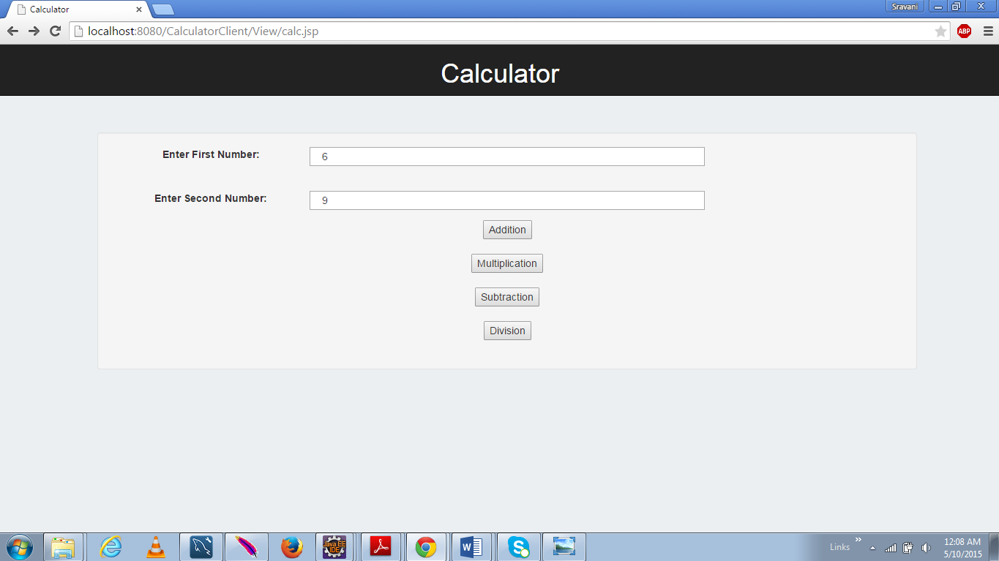 Calculator
Sravani
localhost:8080/CalculatorClient/View/calc.jsp
ABP
Calculator
Enter First Number:
6
Enter Second Number:
9
Addition
Multiplication
Subtraction
Division
Java EE
IDE
W
S
Links
12:08 AM
5/10/2015